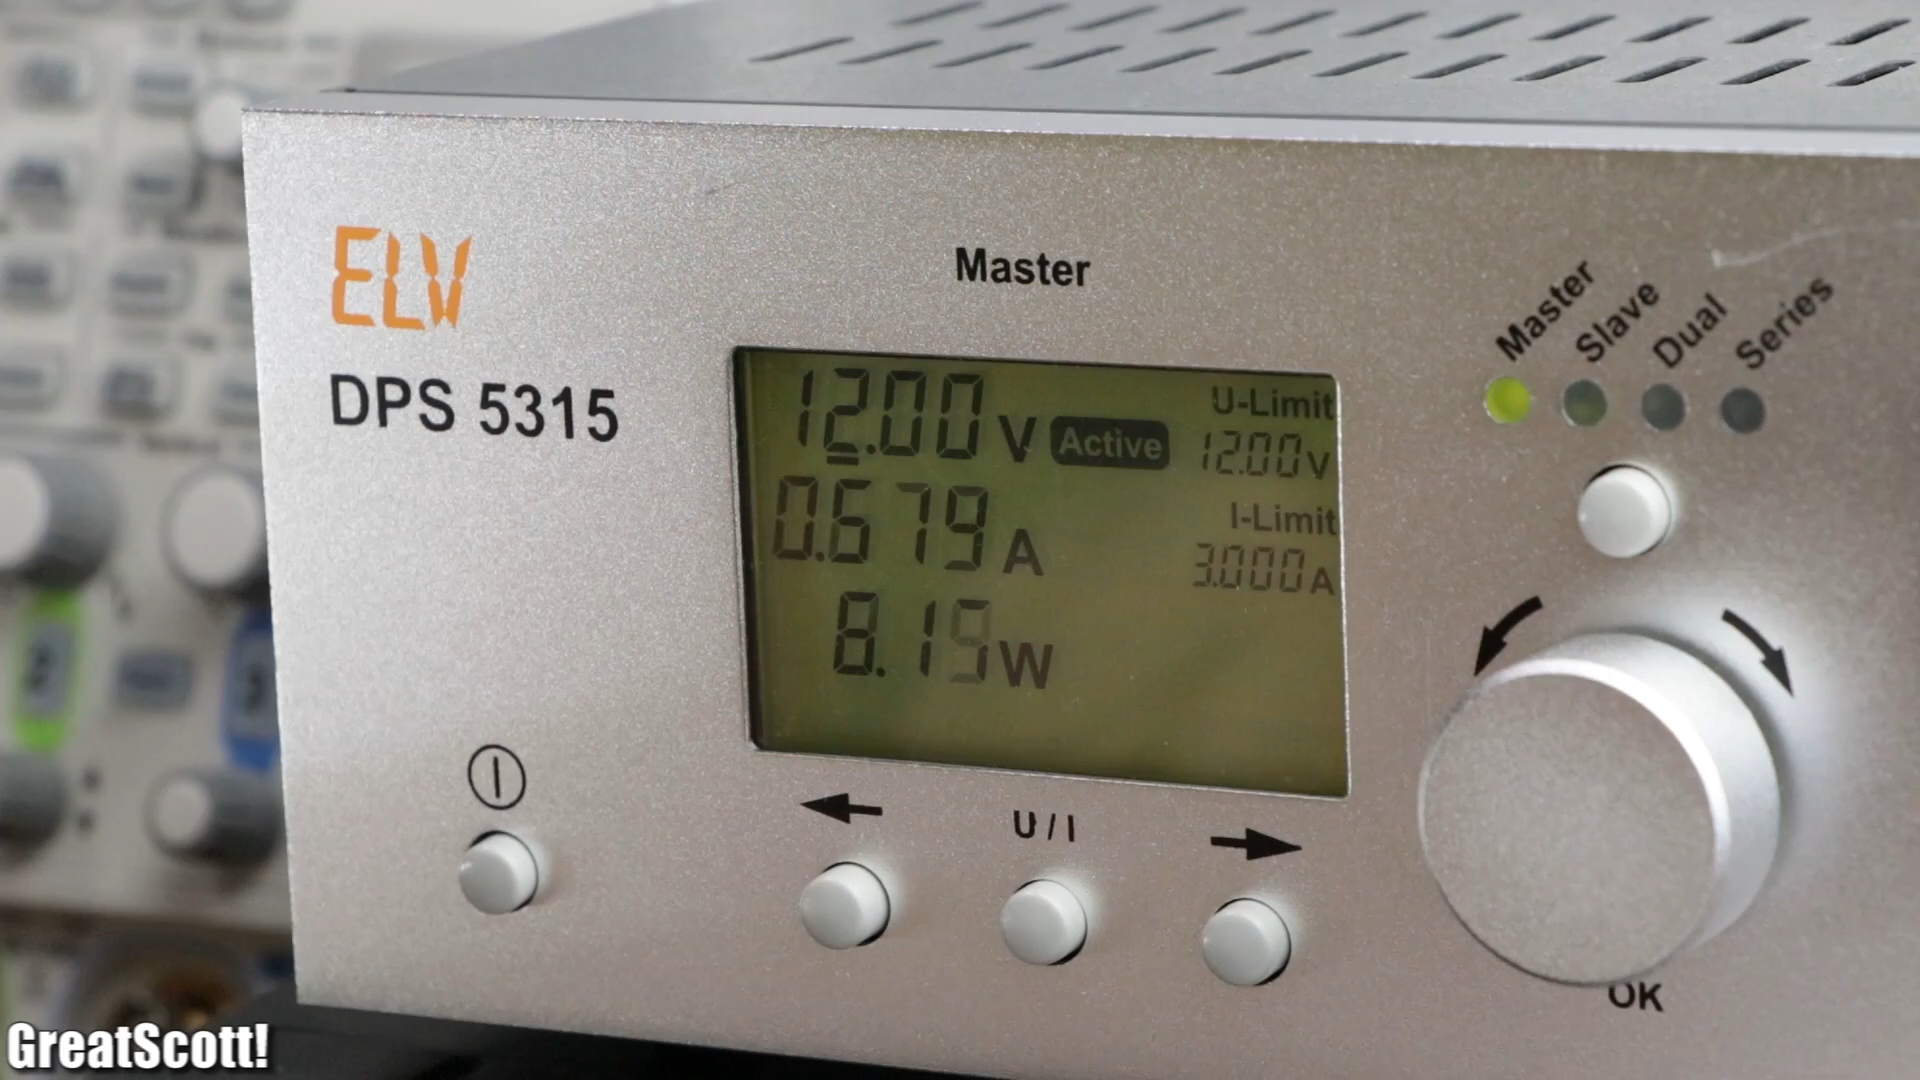 ELV
DPS 5315
Master
12.00 V Active
0.679 A
8.15 W
U-Limit
12.00 V
I-Limit
3.000 A
Master
Slave
Dual
Series
U / I
OK
GreatScott!